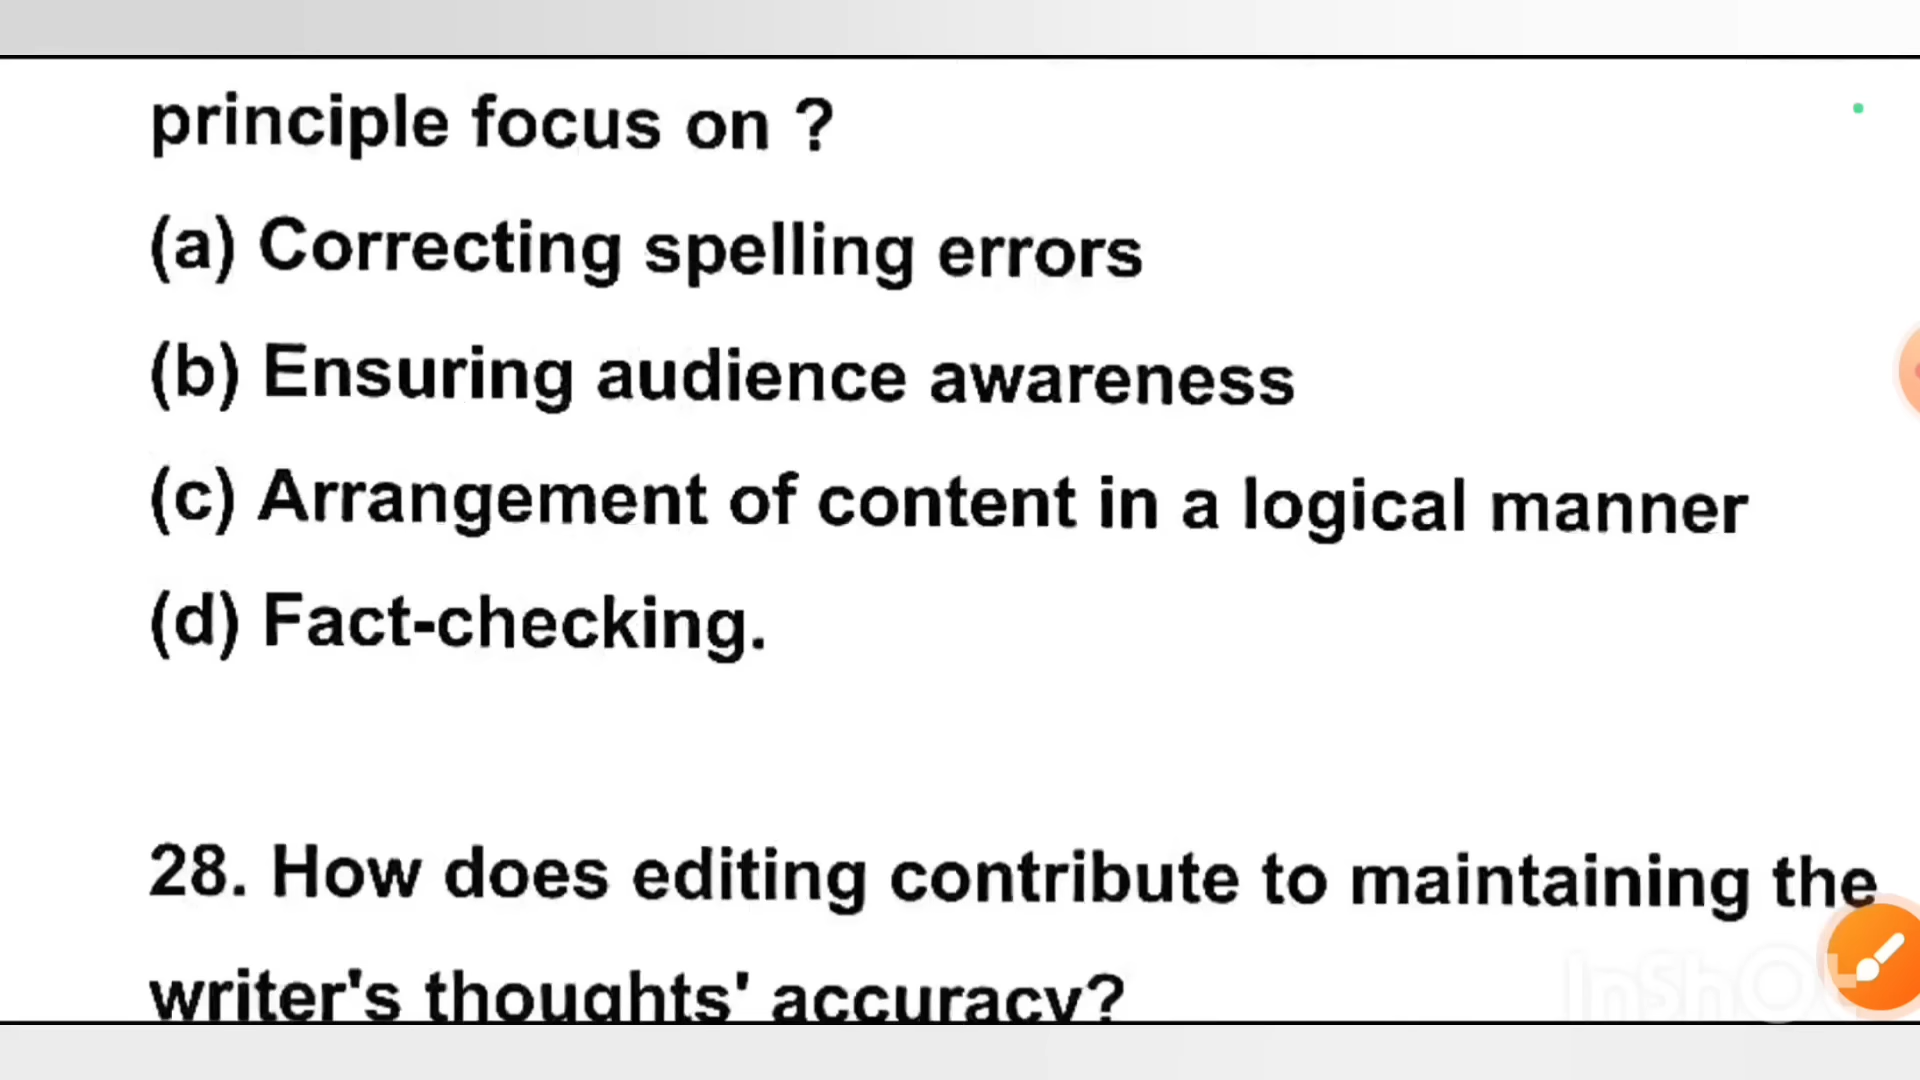 principle focus on ?
(a) Correcting spelling errors
(b) Ensuring audience awareness
(c) Arrangement of content in a logical manner
(d) Fact-checking.
28. How does editing contribute to maintaining the
writer's thoughts' accuracy?
InShOt